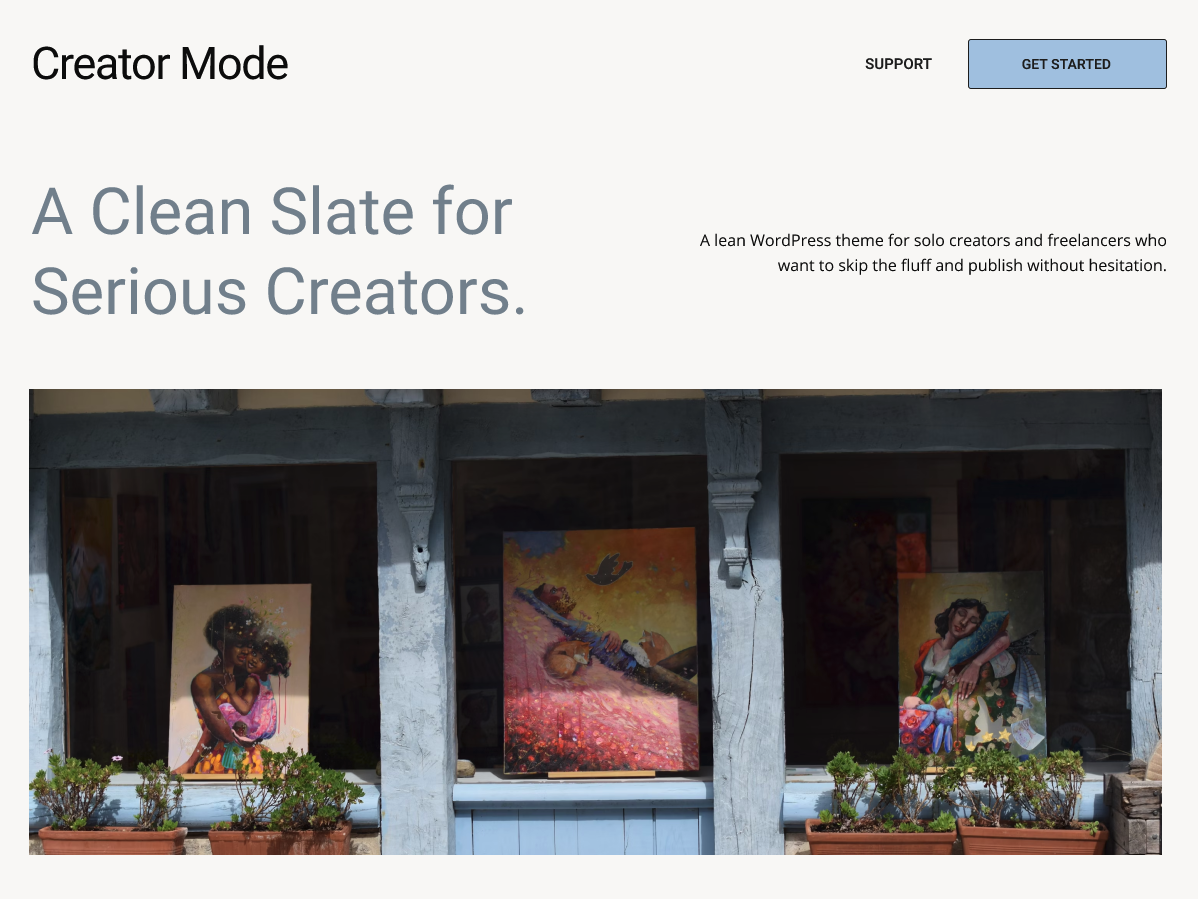 Creator Mode
SUPPORT
GET STARTED
A Clean Slate for
Serious Creators.
A lean WordPress theme for solo creators and freelancers who
want to skip the fluff and publish without hesitation.